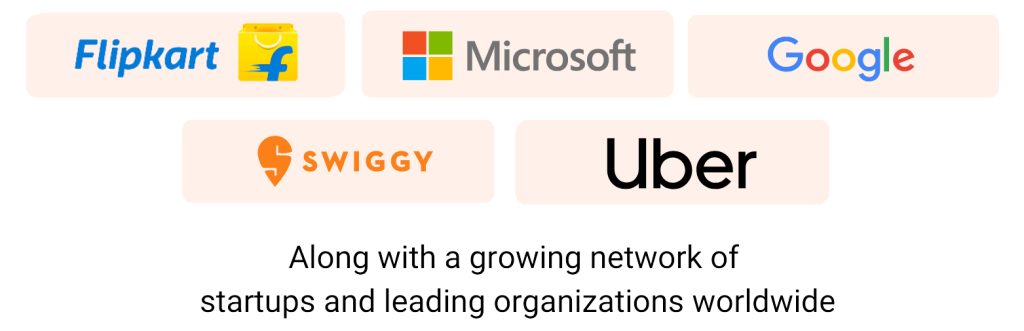 Flipkart
Microsoft
Google
SWIGGY
Uber
Along with a growing network of
startups and leading organizations worldwide